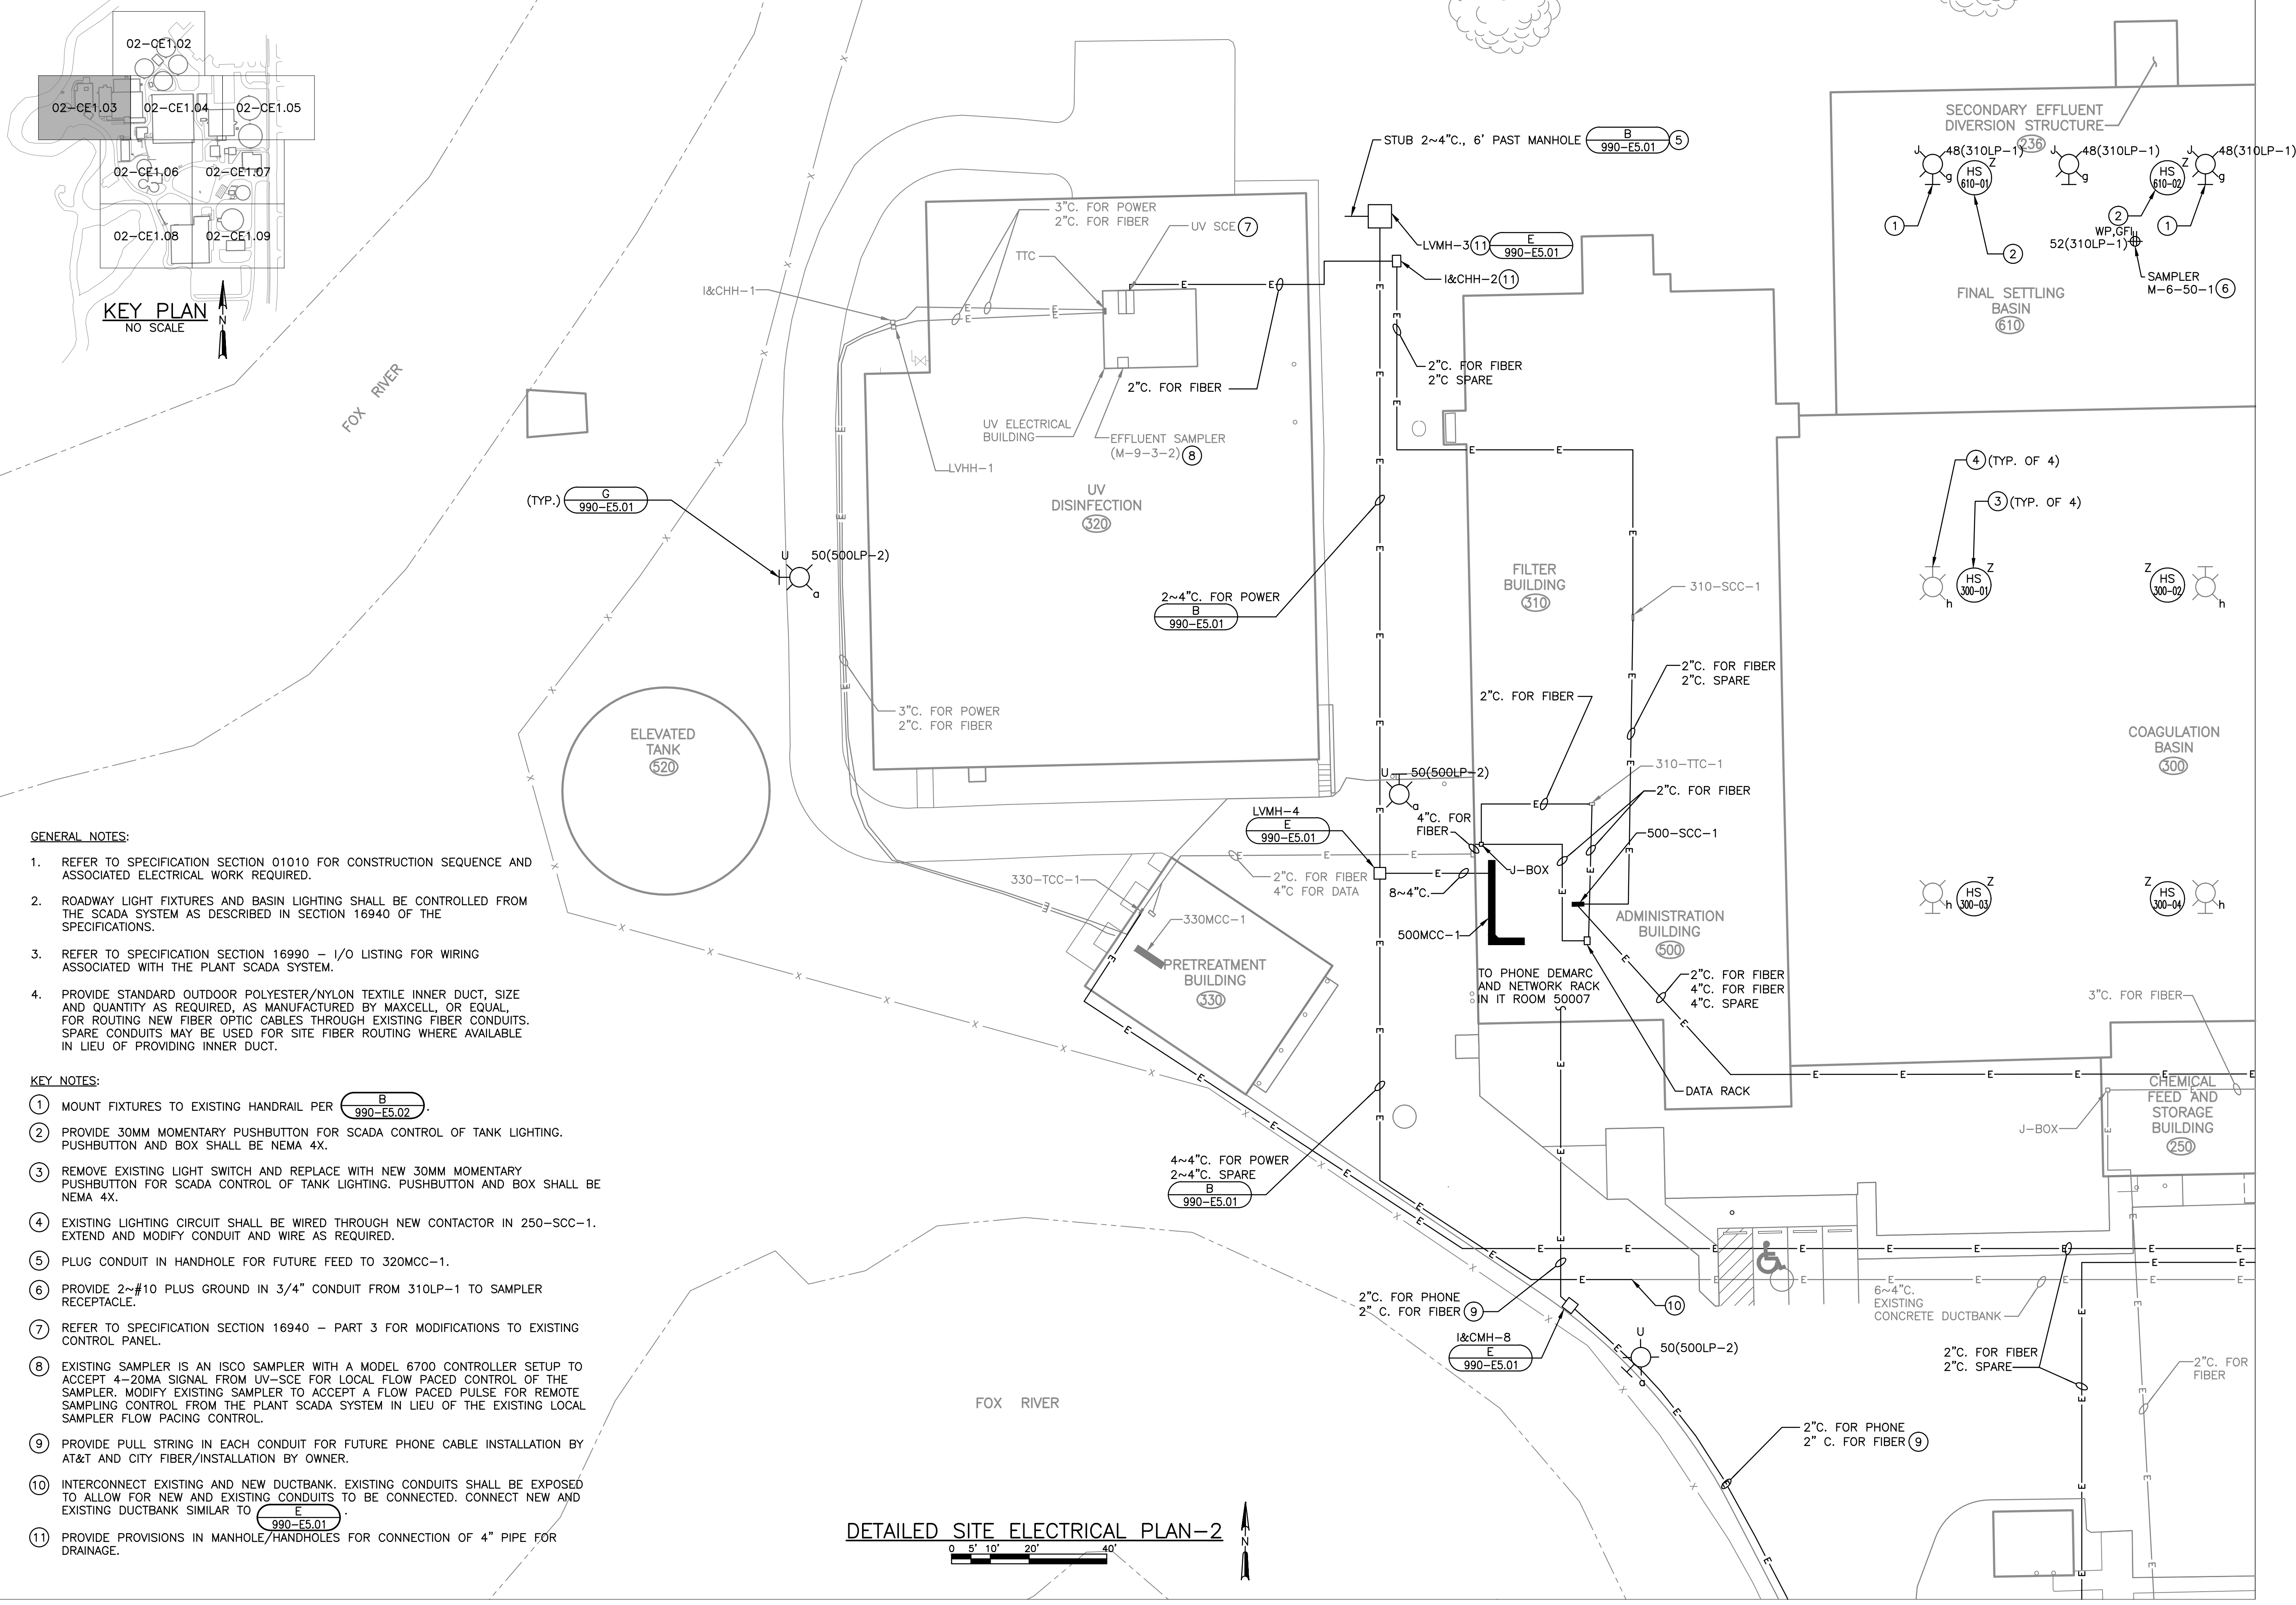 02-CE1.02
02-CE1.03
02-CE1.04
02-CE1.05
02-CE1.06
02-CE1.07
02-CE1.08
02-CE1.09
KEY PLAN
NO SCALE
N
FOX RIVER
STUB 2~4"C., 6' PAST MANHOLE
B
990-E5.01
5
3"C. FOR POWER
2"C. FOR FIBER
UV SCE 7
TTC
I&CHH-1
LVMH-3 11
E
990-E5.01
I&CHH-2 11
2"C. FOR FIBER
2"C SPARE
2"C. FOR FIBER
UV ELECTRICAL
BUILDING
EFFLUENT SAMPLER
(M-9-3-2) 8
LVHH-1
UV
DISINFECTION
320
(TYP.)
G
990-E5.01
U 50(500LP-2)
a
2~4"C. FOR POWER
B
990-E5.01
SECONDARY EFFLUENT
DIVERSION STRUCTURE
236
J 48(310LP-1)
g
HS
610-01
Z
J 48(310LP-1)
HS
610-02
Z
J 48(310LP-1)
g
1
2
2
1
WP,GFI
52(310LP-1)
SAMPLER
M-6-50-1 6
FINAL SETTLING
BASIN
610
4 (TYP. OF 4)
3 (TYP. OF 4)
h
HS
300-01
Z
HS
300-02
Z
h
FILTER
BUILDING
310
310-SCC-1
2"C. FOR FIBER
2"C. SPARE
2"C. FOR FIBER
310-TTC-1
2"C. FOR FIBER
500-SCC-1
COAGULATION
BASIN
300
h
HS
300-03
Z
HS
300-04
Z
h
ELEVATED
TANK
520
3"C. FOR POWER
2"C. FOR FIBER
U 50(500LP-2)
a
4"C. FOR
FIBER
LVMH-4
E
990-E5.01
J-BOX
8~4"C.
500MCC-1
2"C. FOR FIBER
4"C FOR DATA
330-TCC-1
330MCC-1
PRETREATMENT
BUILDING
330
ADMINISTRATION
BUILDING
500
TO PHONE DEMARC
AND NETWORK RACK
IN IT ROOM 50007
2"C. FOR FIBER
4"C. FOR FIBER
4"C. SPARE
DATA RACK
3"C. FOR FIBER
CHEMICAL
FEED AND
STORAGE
BUILDING
250
J-BOX
4~4"C. FOR POWER
2~4"C. SPARE
B
990-E5.01
2"C. FOR PHONE
2" C. FOR FIBER 9
I&CMH-8
E
990-E5.01
10
U
50(500LP-2)
a
6~4"C.
EXISTING
CONCRETE DUCTBANK
2"C. FOR FIBER
2"C. SPARE
2"C. FOR
FIBER
2"C. FOR PHONE
2" C. FOR FIBER 9
FOX RIVER
GENERAL NOTES:
1. REFER TO SPECIFICATION SECTION 01010 FOR CONSTRUCTION SEQUENCE AND
ASSOCIATED ELECTRICAL WORK REQUIRED.
2. ROADWAY LIGHT FIXTURES AND BASIN LIGHTING SHALL BE CONTROLLED FROM
THE SCADA SYSTEM AS DESCRIBED IN SECTION 16940 OF THE
SPECIFICATIONS.
3. REFER TO SPECIFICATION SECTION 16990 – I/O LISTING FOR WIRING
ASSOCIATED WITH THE PLANT SCADA SYSTEM.
4. PROVIDE STANDARD OUTDOOR POLYESTER/NYLON TEXTILE INNER DUCT, SIZE
AND QUANTITY AS REQUIRED, AS MANUFACTURED BY MAXCELL, OR EQUAL,
FOR ROUTING NEW FIBER OPTIC CABLES THROUGH EXISTING FIBER CONDUITS.
SPARE CONDUITS MAY BE USED FOR SITE FIBER ROUTING WHERE AVAILABLE
IN LIEU OF PROVIDING INNER DUCT.
KEY NOTES:
1 MOUNT FIXTURES TO EXISTING HANDRAIL PER B 990-E5.02 .
2 PROVIDE 30MM MOMENTARY PUSHBUTTON FOR SCADA CONTROL OF TANK LIGHTING.
PUSHBUTTON AND BOX SHALL BE NEMA 4X.
3 REMOVE EXISTING LIGHT SWITCH AND REPLACE WITH NEW 30MM MOMENTARY
PUSHBUTTON FOR SCADA CONTROL OF TANK LIGHTING. PUSHBUTTON AND BOX SHALL BE
NEMA 4X.
4 EXISTING LIGHTING CIRCUIT SHALL BE WIRED THROUGH NEW CONTACTOR IN 250-SCC-1.
EXTEND AND MODIFY CONDUIT AND WIRE AS REQUIRED.
5 PLUG CONDUIT IN HANDHOLE FOR FUTURE FEED TO 320MCC-1.
6 PROVIDE 2~#10 PLUS GROUND IN 3/4" CONDUIT FROM 310LP-1 TO SAMPLER
RECEPTACLE.
7 REFER TO SPECIFICATION SECTION 16940 – PART 3 FOR MODIFICATIONS TO EXISTING
CONTROL PANEL.
8 EXISTING SAMPLER IS AN ISCO SAMPLER WITH A MODEL 6700 CONTROLLER SETUP TO
ACCEPT 4-20MA SIGNAL FROM UV-SCE FOR LOCAL FLOW PACED CONTROL OF THE
SAMPLER. MODIFY EXISTING SAMPLER TO ACCEPT A FLOW PACED PULSE FOR REMOTE
SAMPLING CONTROL FROM THE PLANT SCADA SYSTEM IN LIEU OF THE EXISTING LOCAL
SAMPLER FLOW PACING CONTROL.
9 PROVIDE PULL STRING IN EACH CONDUIT FOR FUTURE PHONE CABLE INSTALLATION BY
AT&T AND CITY FIBER/INSTALLATION BY OWNER.
10 INTERCONNECT EXISTING AND NEW DUCTBANK. EXISTING CONDUITS SHALL BE EXPOSED
TO ALLOW FOR NEW AND EXISTING CONDUITS TO BE CONNECTED. CONNECT NEW AND
EXISTING DUCTBANK SIMILAR TO E 990-E5.01 .
11 PROVIDE PROVISIONS IN MANHOLE/HANDHOLES FOR CONNECTION OF 4" PIPE FOR
DRAINAGE.
DETAILED SITE ELECTRICAL PLAN-2
0 5' 10' 20' 40'
N